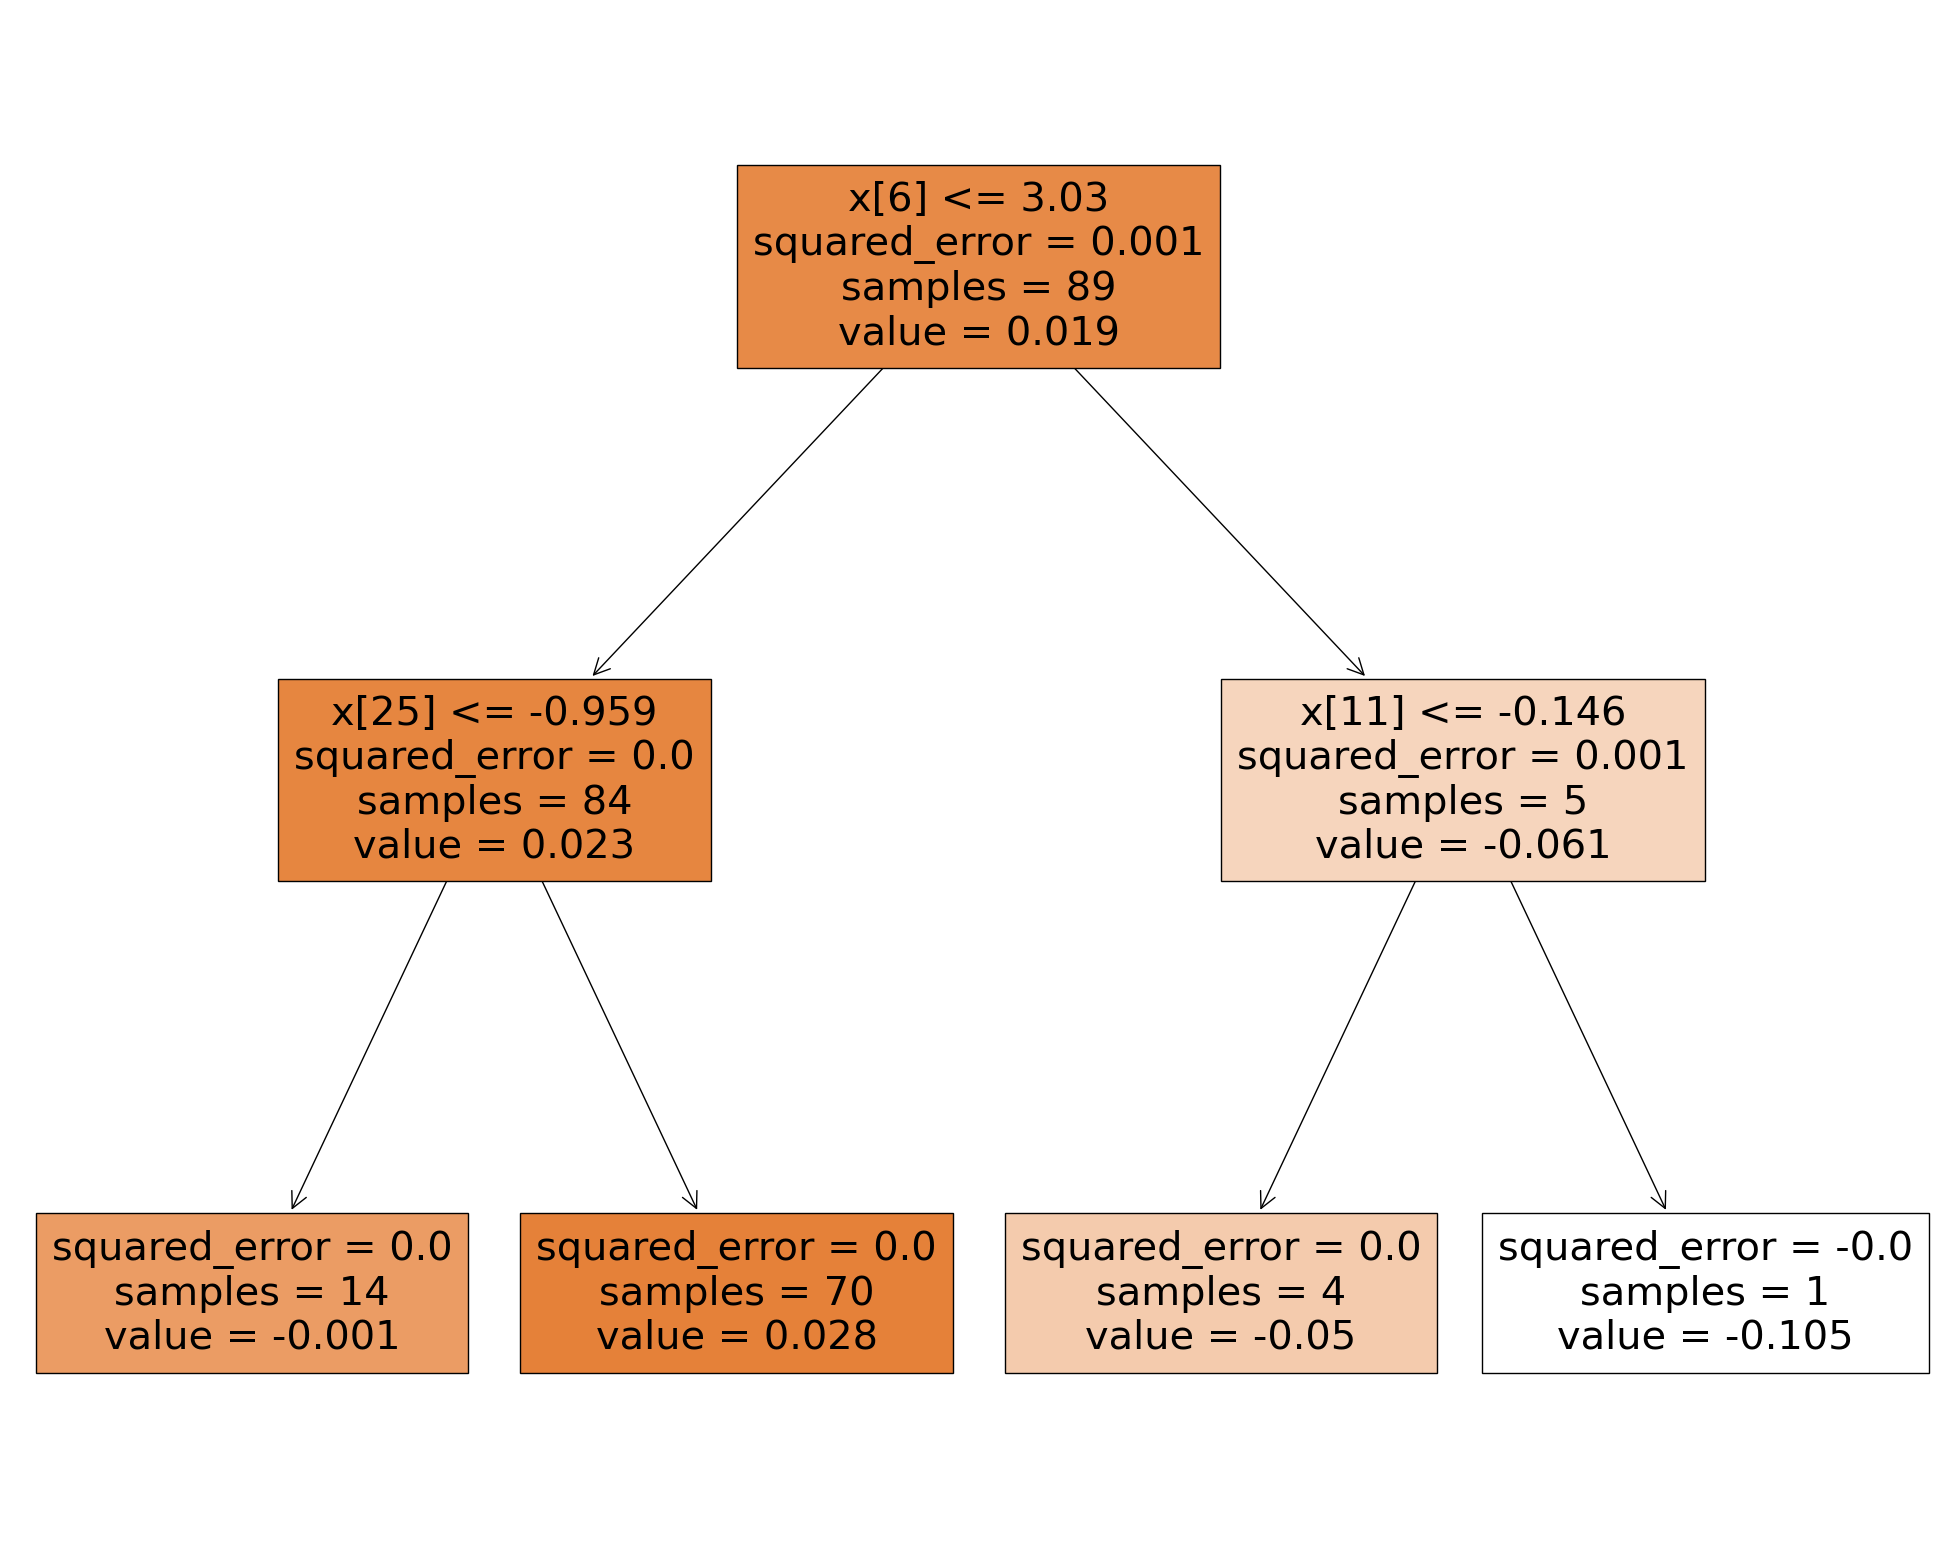 x[6] <= 3.03
squared_error = 0.001
samples = 89
value = 0.019
x[25] <= -0.959
squared_error = 0.0
samples = 84
value = 0.023
x[11] <= -0.146
squared_error = 0.001
samples = 5
value = -0.061
squared_error = 0.0
samples = 14
value = -0.001
squared_error = 0.0
samples = 70
value = 0.028
squared_error = 0.0
samples = 4
value = -0.05
squared_error = -0.0
samples = 1
value = -0.105